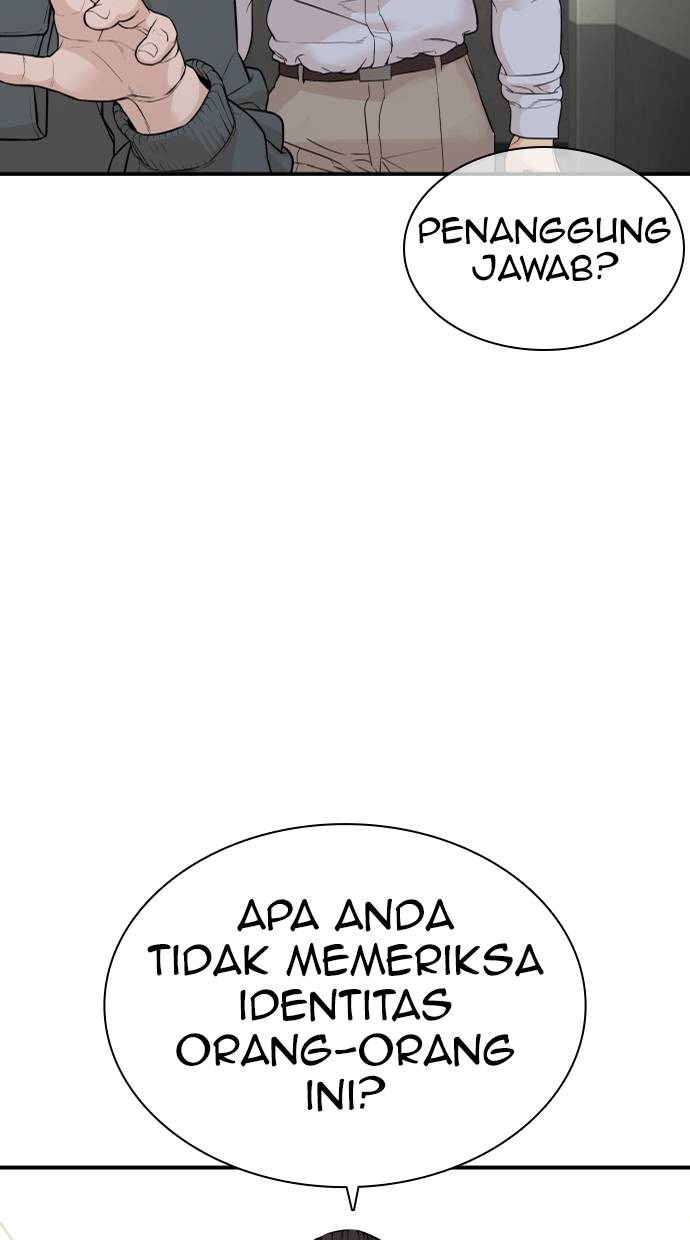 PENANGGUNG
JAWAB?
APA ANDA
TIDAK MEMERIKSA
IDENTITAS
ORANG-ORANG
INI?